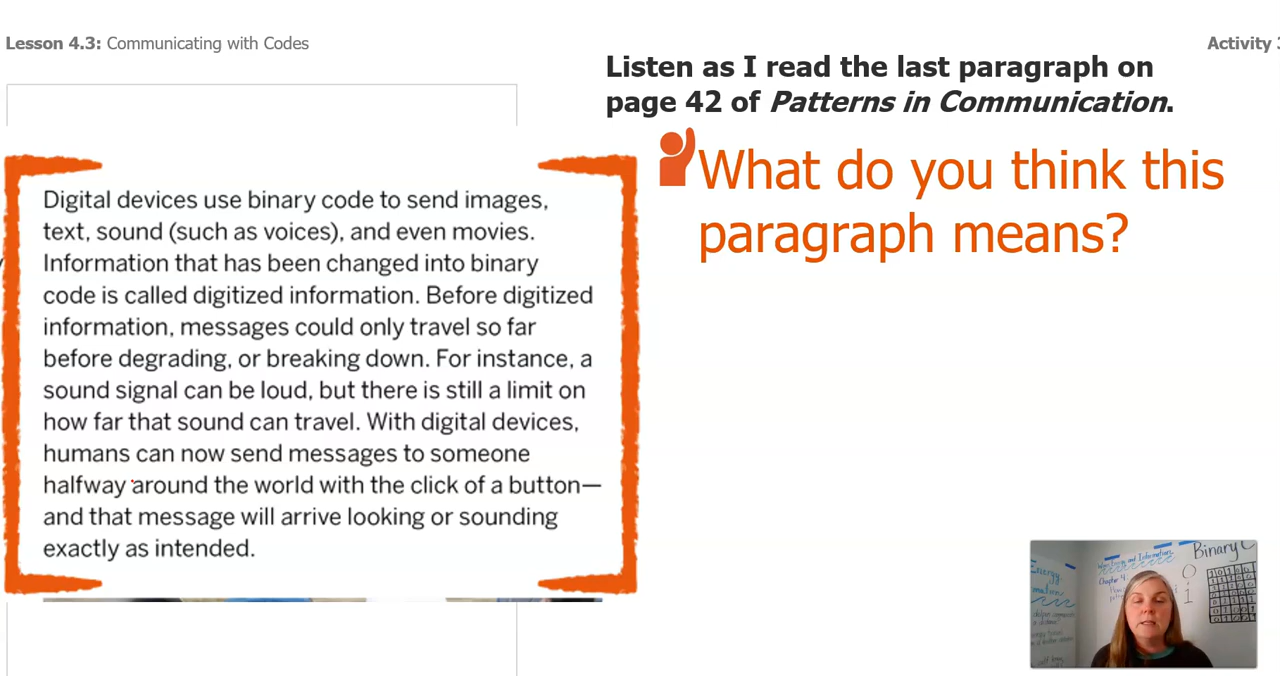 Lesson 4.3: Communicating with Codes
Activity 3
Listen as I read the last paragraph on
page 42 of Patterns in Communication.
What do you think this
paragraph means?
Digital devices use binary code to send images,
text, sound (such as voices), and even movies.
Information that has been changed into binary
code is called digitized information. Before digitized
information, messages could only travel so far
before degrading, or breaking down. For instance, a
sound signal can be loud, but there is still a limit on
how far that sound can travel. With digital devices,
humans can now send messages to someone
halfway around the world with the click of a button—
and that message will arrive looking or sounding
exactly as intended.
Binary C
and Information
Chapter 4
Energy